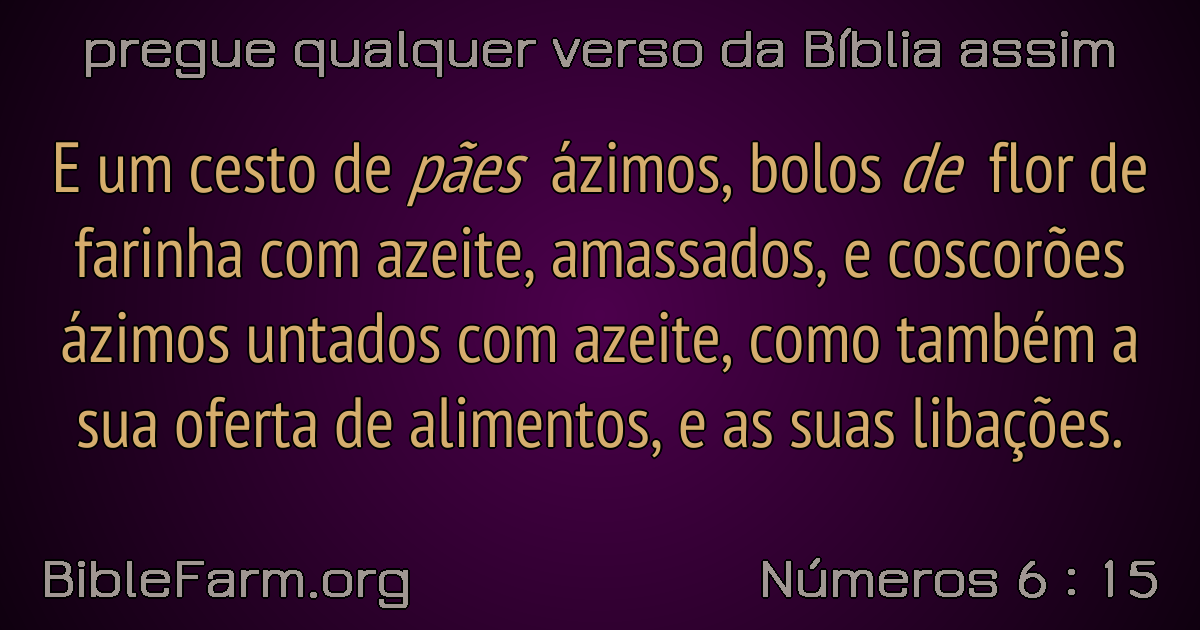 pregue qualquer verso da Bíblia assim
E um cesto de pães ázimos, bolos de flor de
farinha com azeite, amassados, e coscorões
ázimos untados com azeite, como também a
sua oferta de alimentos, e as suas libações.
BibleFarm.org
Números 6 : 15